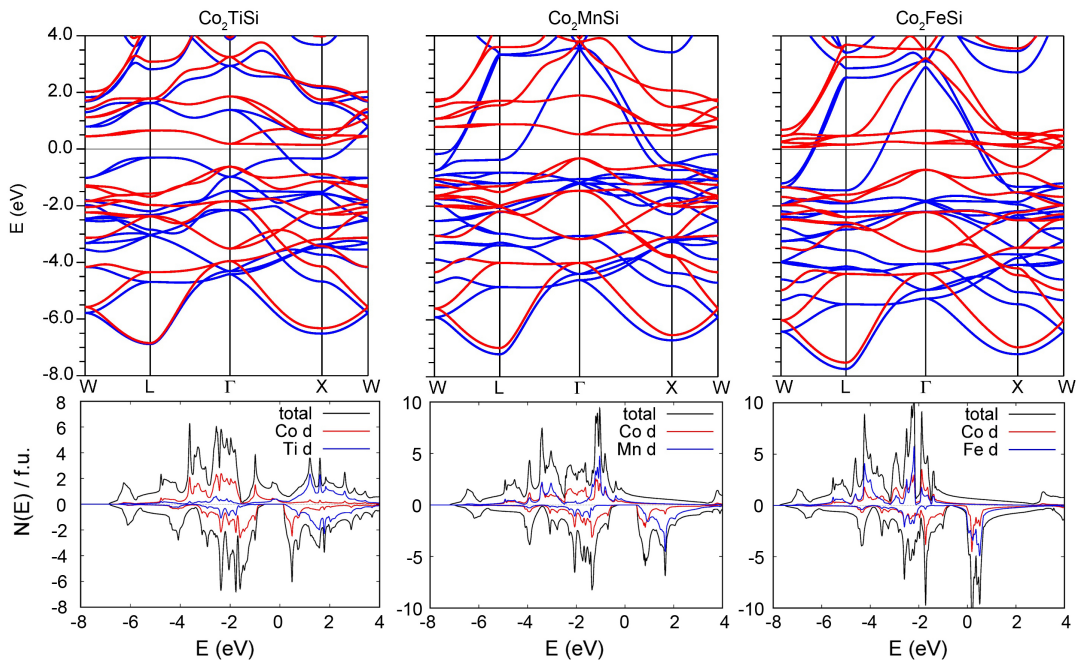 Co₂TiSi
Co₂MnSi
Co₂FeSi
E (eV)
4.0
2.0
0.0
-2.0
-4.0
-6.0
-8.0
W L Γ X W
W L Γ X W
W L Γ X W
N(E) / f.u.
8
6
4
2
0
-2
-4
-6
-8
total
Co d
Ti d
-8 -6 -4 -2 0 2 4
E (eV)
10
5
0
-5
-10
total
Co d
Mn d
-8 -6 -4 -2 0 2 4
E (eV)
10
5
0
-5
-10
total
Co d
Fe d
-8 -6 -4 -2 0 2 4
E (eV)